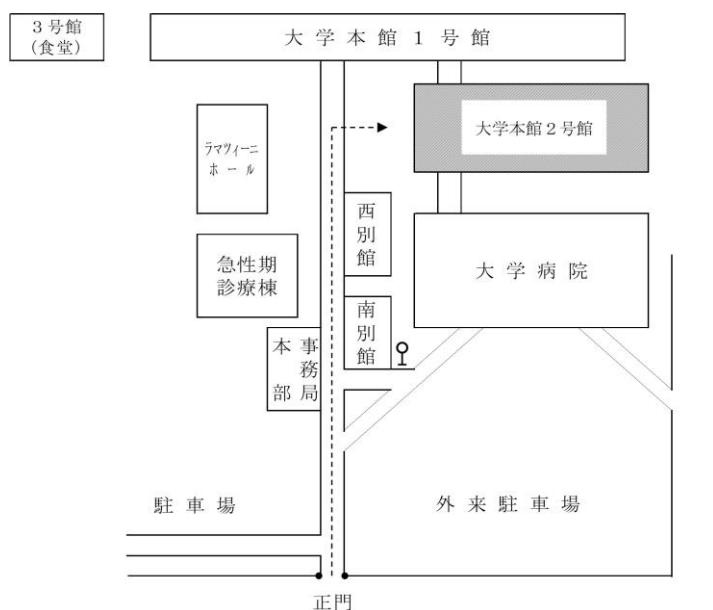 3号館
(食堂)
大学本館1号館
大学本館2号館
ラマツィーニ
ホール
西別館
急性期
診療棟
大学病院
南別館
本部
事務局
駐車場
外来駐車場
正門